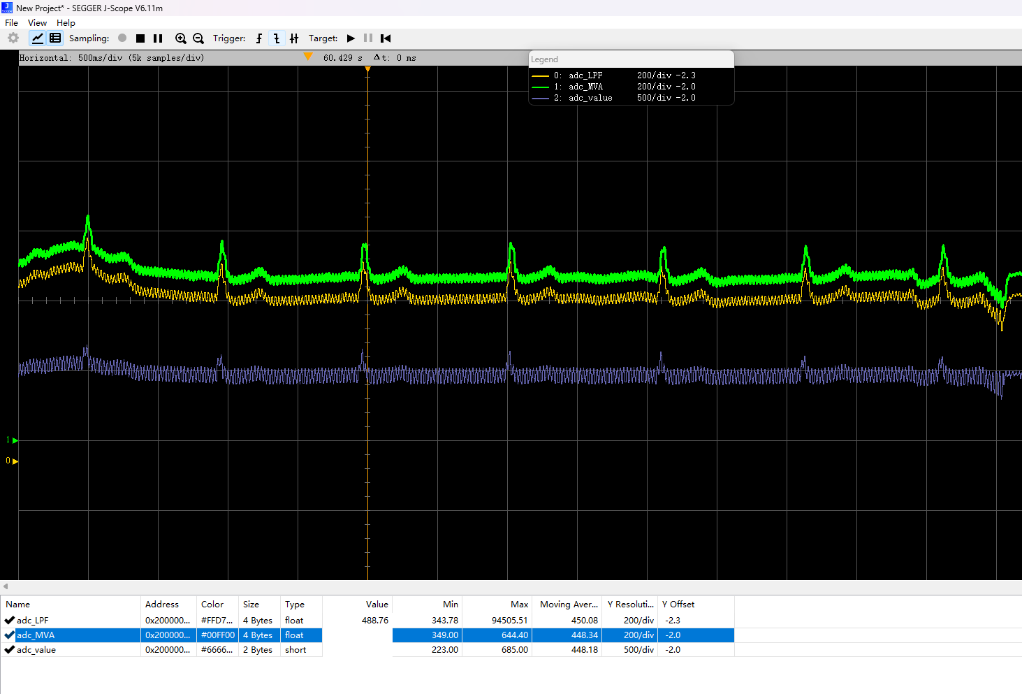 New Project* - SEGGER J-Scope V6.11m
File View Help
Sampling: Trigger: Target:
Horizontal: 500ms/div (5k samples/div) 60.429 s Δt: 0 ms
Legend
0: adc_LPF 200/div -2.3
1: adc_MVA 200/div -2.0
2: adc_value 500/div -2.0
1
0
Name Address Color Size Type Value Min Max Moving Aver... Y Resoluti... Y Offset
adc_LPF 0x200000... #FFD7... 4 Bytes float 488.76 343.78 94505.51 450.08 200/div -2.3
adc_MVA 0x200000... #00FF00 4 Bytes float 349.00 644.40 448.34 200/div -2.0
adc_value 0x200000... #6666... 2 Bytes short 223.00 685.00 448.18 500/div -2.0